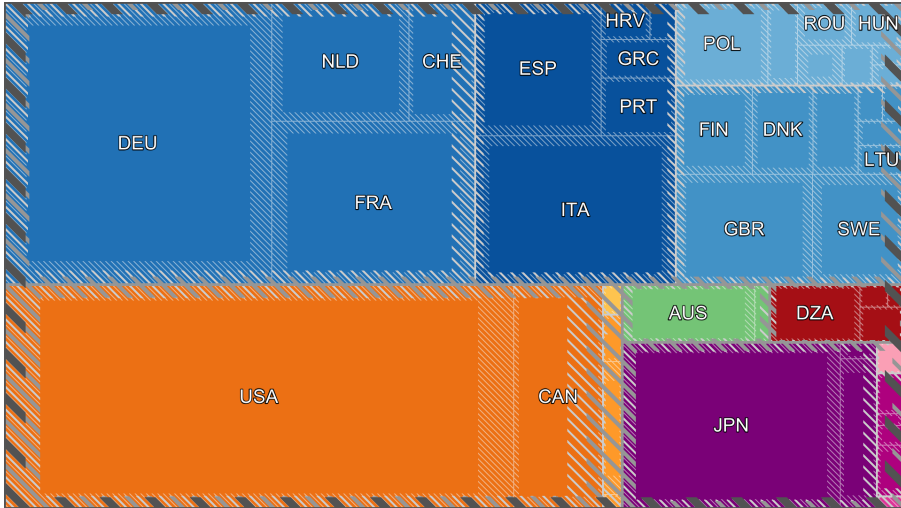 HRV
ROU
HUN
POL
NLD
CHE
ESP
GRC
PRT
DEU
FIN
DNK
LTU
FRA
ITA
GBR
SWE
AUS
DZA
USA
CAN
JPN